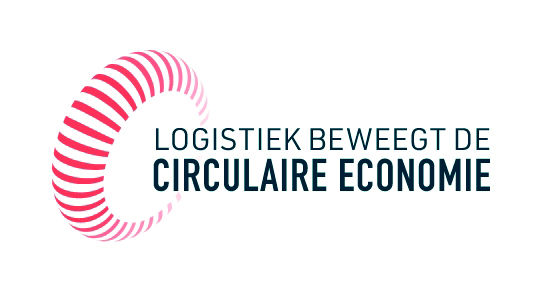 LOGISTIEK BEWEEGT DE
CIRCULAIRE ECONOMIE